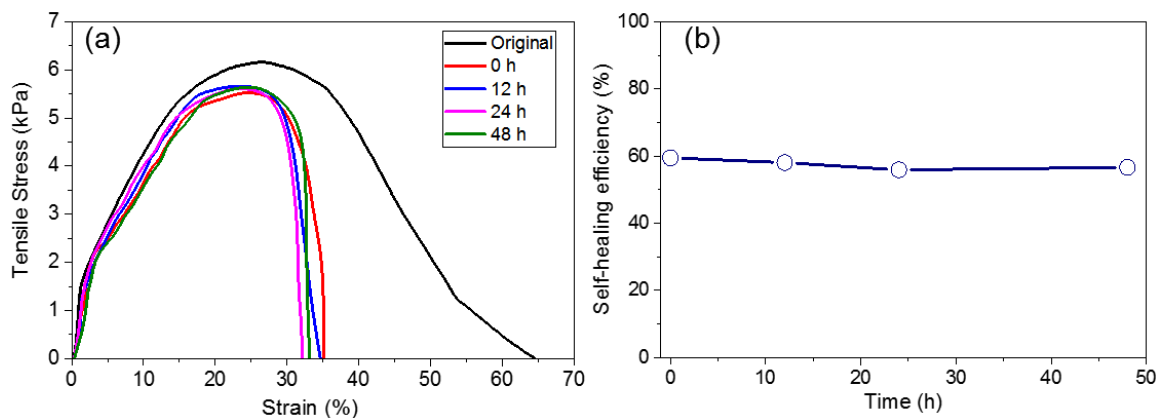 (a)
Original
0 h
12 h
24 h
48 h
7
6
5
4
3
2
1
0
Tensile Stress (kPa)
0 10 20 30 40 50 60 70
Strain (%)
(b)
100
80
60
40
20
0
Self-healing efficiency (%)
0 10 20 30 40 50
Time (h)